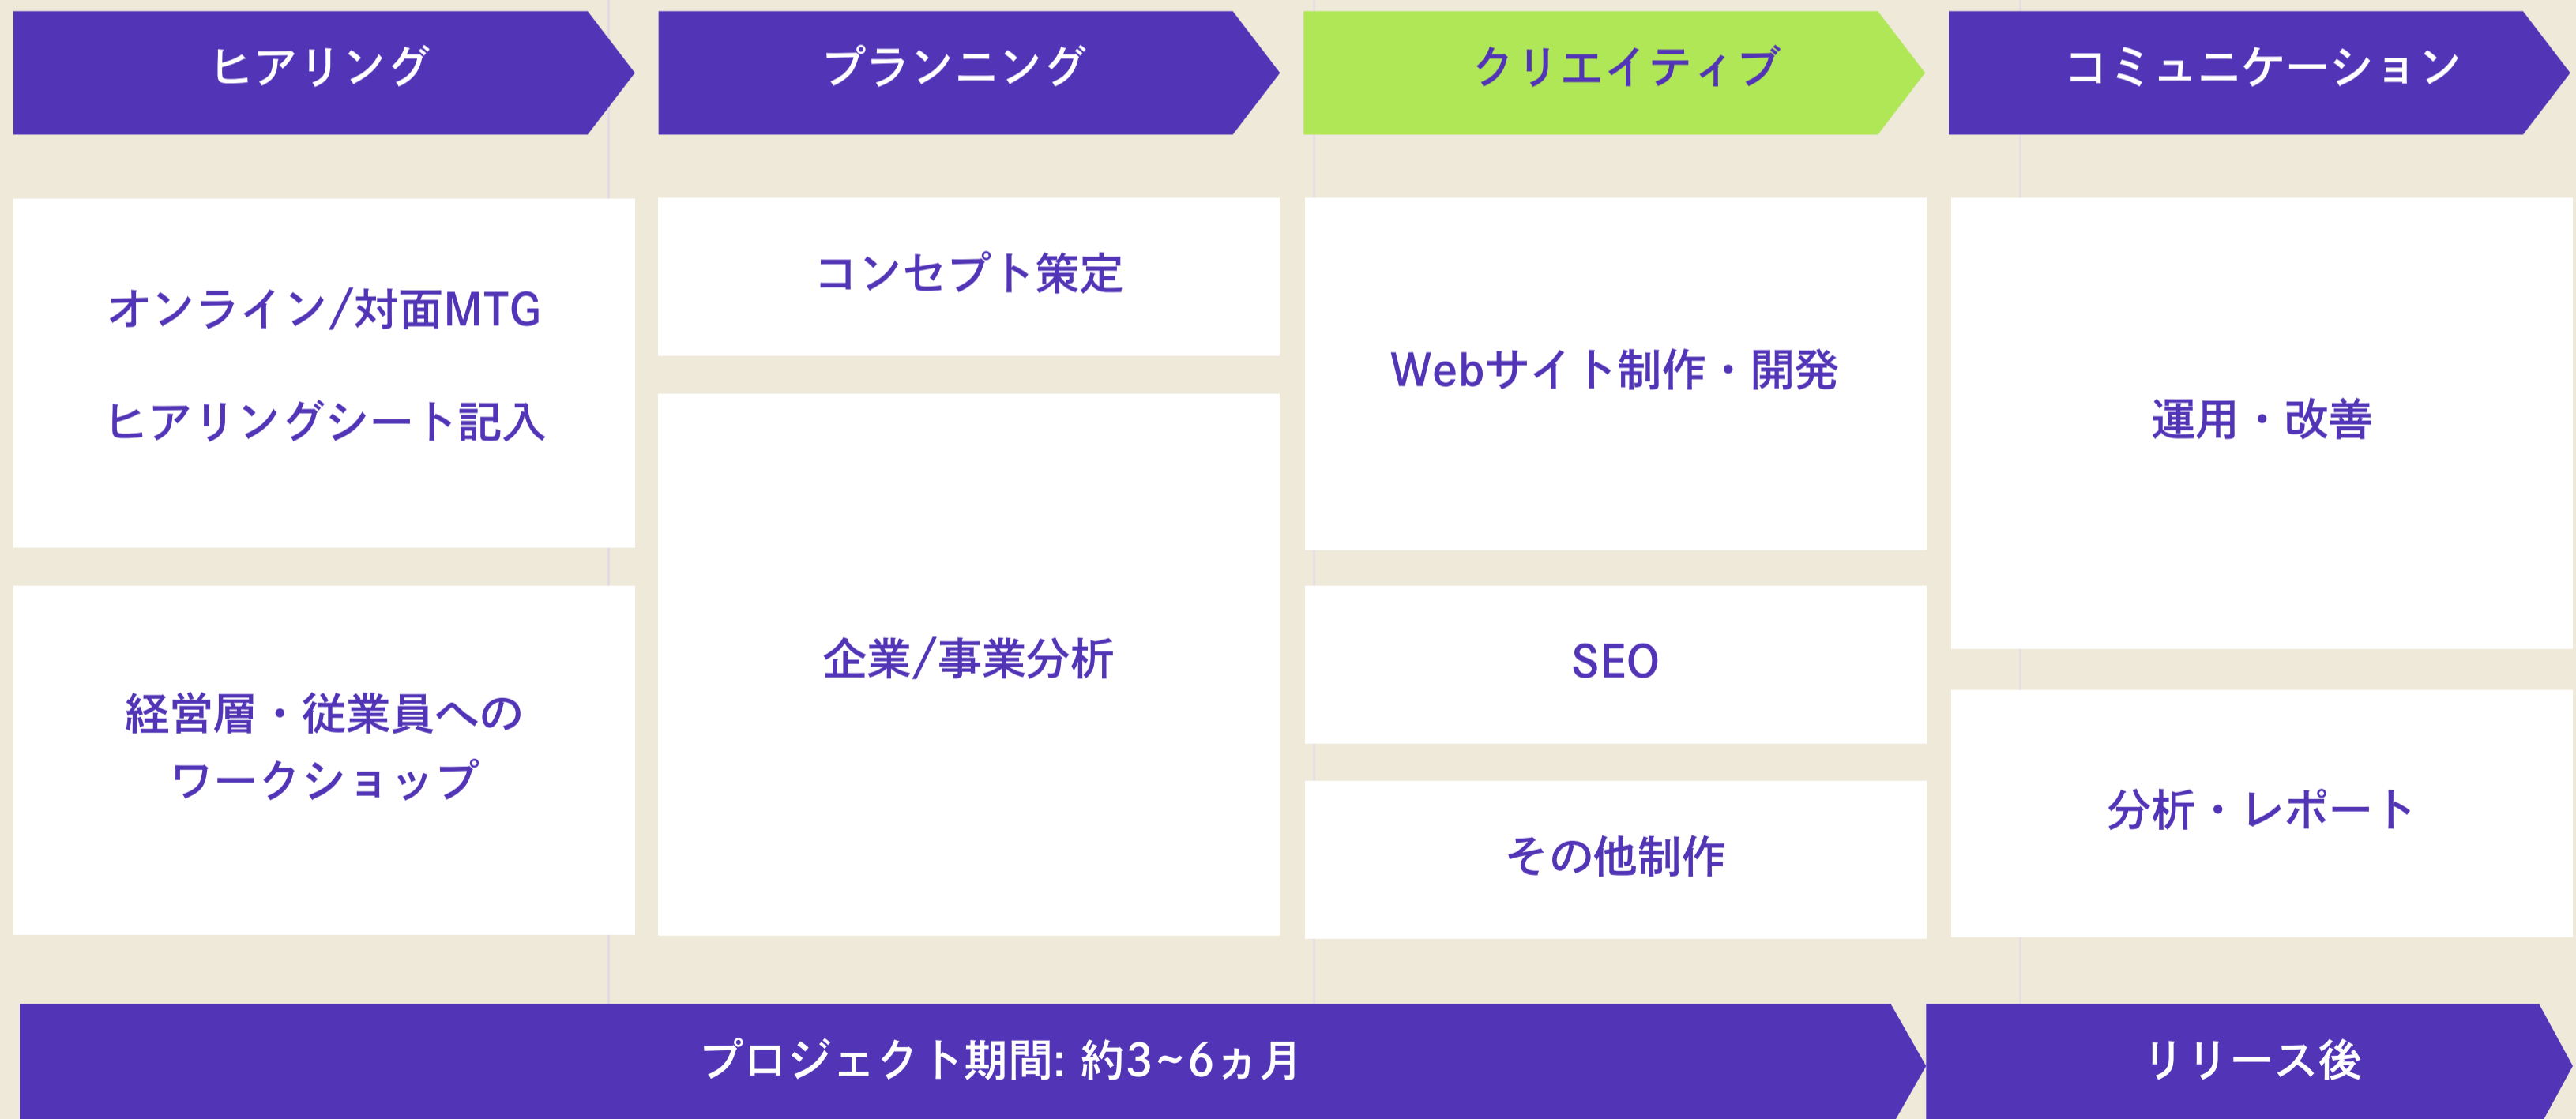 ヒアリング
プランニング
クリエイティブ
コミュニケーション
オンライン/対面MTG
ヒアリングシート記入
経営層・従業員への
ワークショップ
コンセプト策定
企業/事業分析
Webサイト制作・開発
SEO
その他制作
運用・改善
分析・レポート
プロジェクト期間: 約3~6ヵ月
リリース後